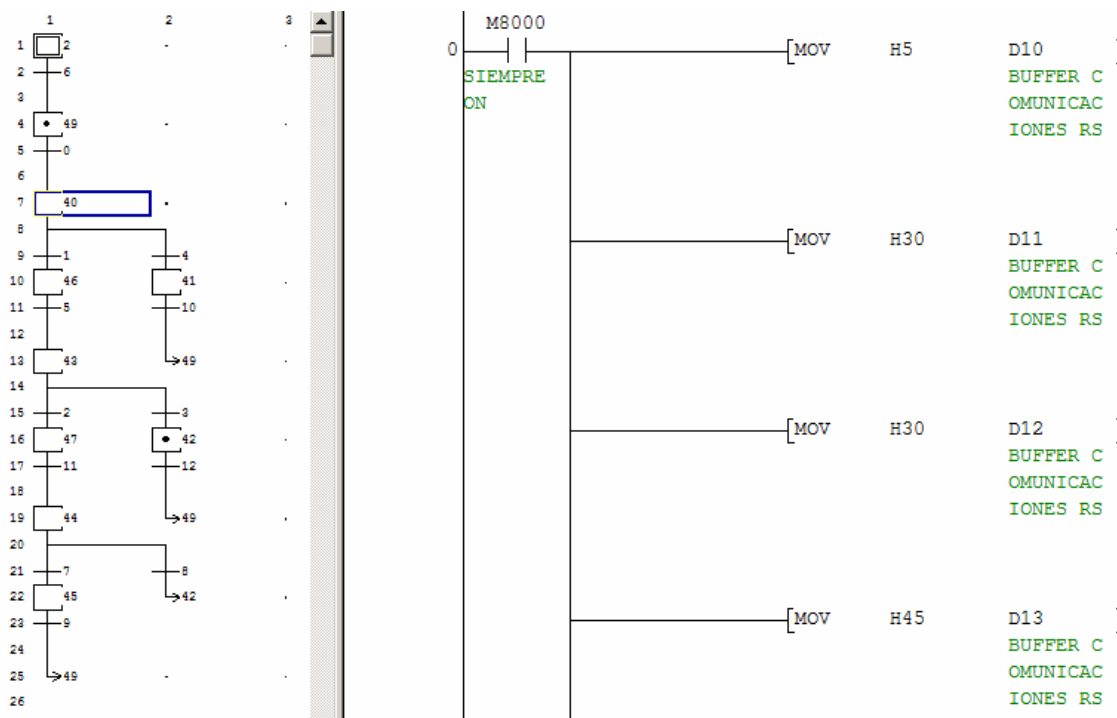 1 2 3
1 2
2 6
3
4 49
5 0
6
7 40
8
9 1 4
10 46 41
11 5 10
12
13 43 49
14
15 2 3
16 47 42
17 11 12
18
19 44 49
20
21 7 8
22 45 42
23 9
24
25 49
26
M8000
0 [MOV H5 D10
SIEMPRE BUFFER C
ON OMUNICAC
IONES RS
[MOV H30 D11
BUFFER C
OMUNICAC
IONES RS
[MOV H30 D12
BUFFER C
OMUNICAC
IONES RS
[MOV H45 D13
BUFFER C
OMUNICAC
IONES RS